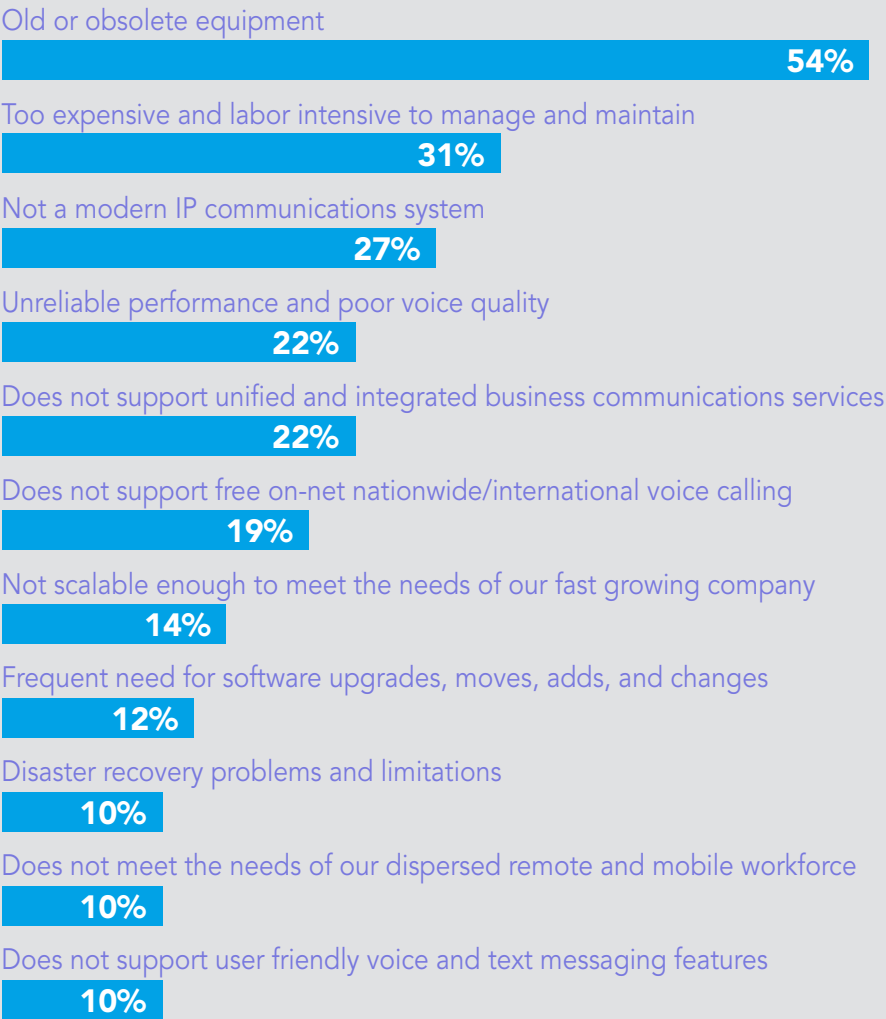 Old or obsolete equipment
54%
Too expensive and labor intensive to manage and maintain
31%
Not a modern IP communications system
27%
Unreliable performance and poor voice quality
22%
Does not support unified and integrated business communications services
22%
Does not support free on-net nationwide/international voice calling
19%
Not scalable enough to meet the needs of our fast growing company
14%
Frequent need for software upgrades, moves, adds, and changes
12%
Disaster recovery problems and limitations
10%
Does not meet the needs of our dispersed remote and mobile workforce
10%
Does not support user friendly voice and text messaging features
10%